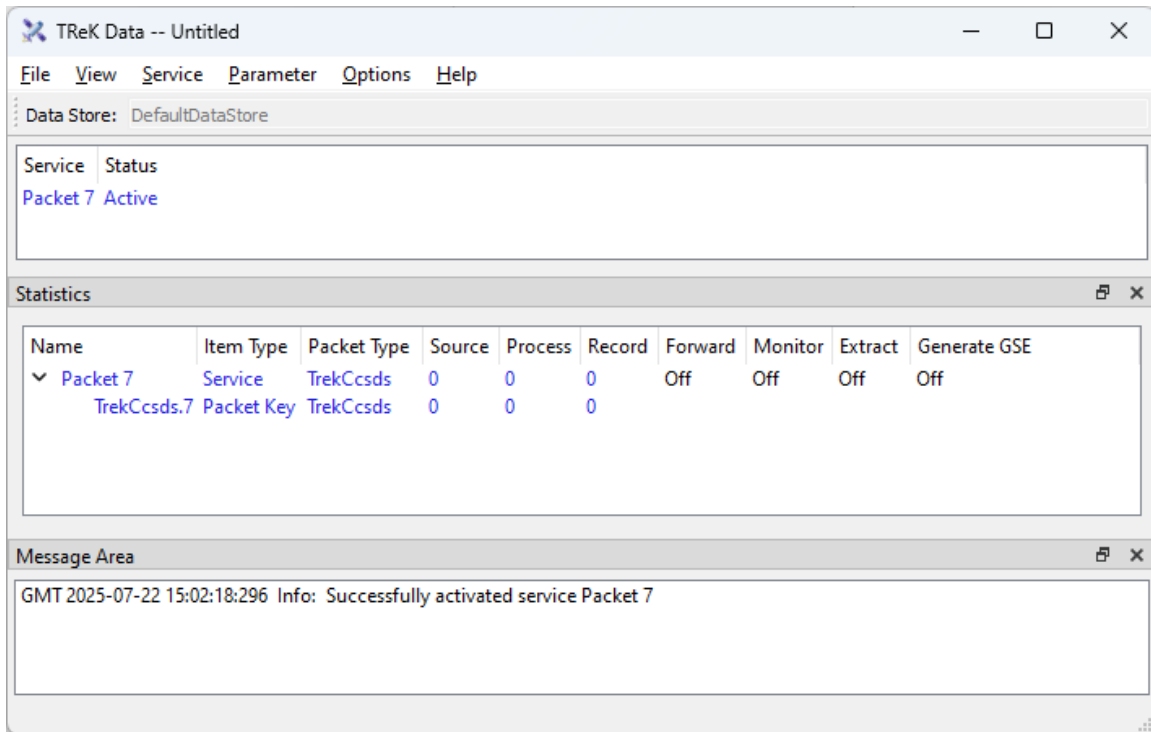 TReK Data -- Untitled
File View Service Parameter Options Help
Data Store: DefaultDataStore
Service Status
Packet 7 Active
Statistics
Name Item Type Packet Type Source Process Record Forward Monitor Extract Generate GSE
Packet 7 Service TrekCcsds 0 0 0 Off Off Off Off
TrekCcsds.7 Packet Key TrekCcsds 0 0 0
Message Area
GMT 2025-07-22 15:02:18:296 Info: Successfully activated service Packet 7